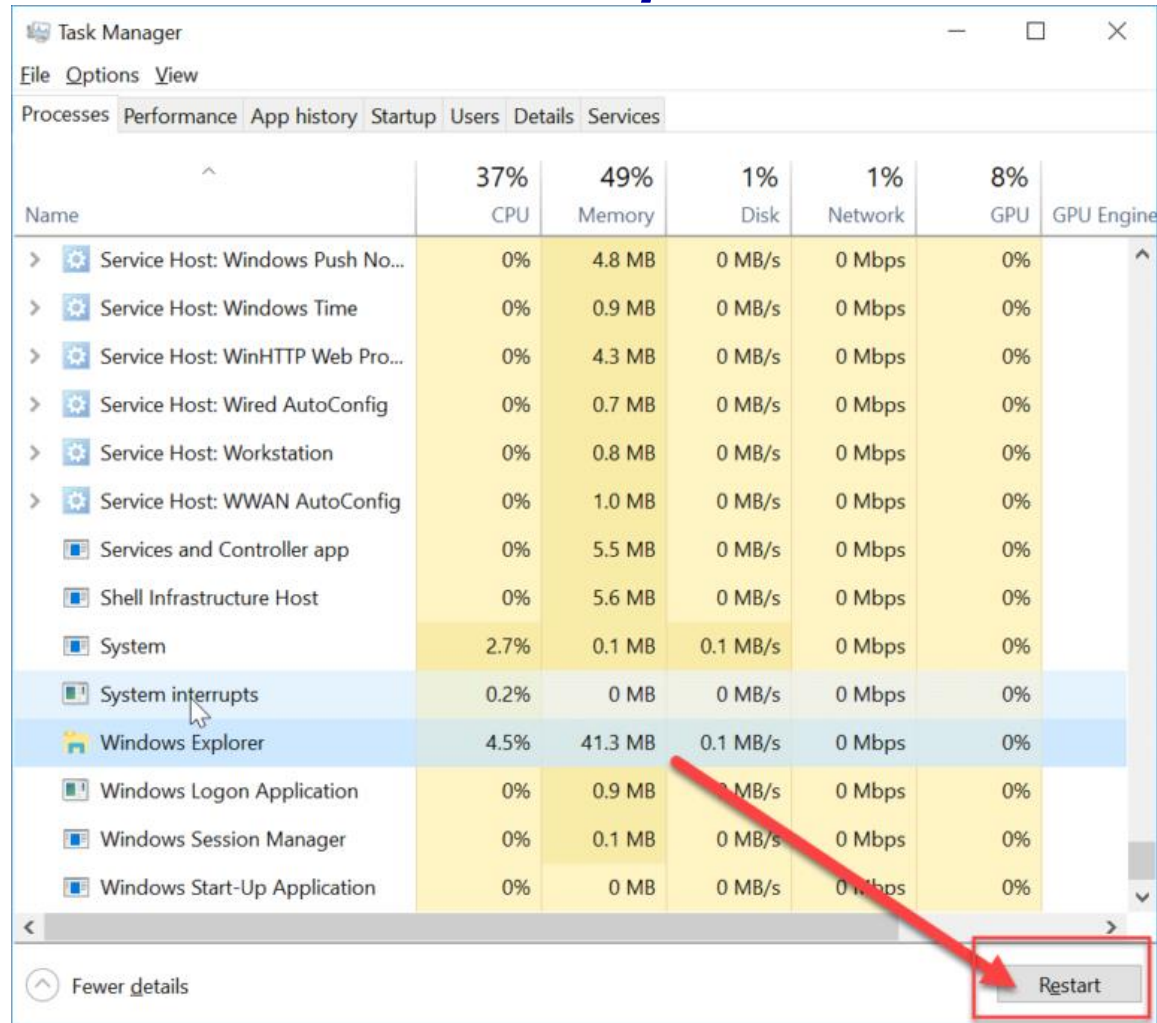 Task Manager
File Options View
Processes Performance App history Startup Users Details Services
37% 49% 1% 1% 8%
Name CPU Memory Disk Network GPU GPU Engine
Service Host: Windows Push No... 0% 4.8 MB 0 MB/s 0 Mbps 0%
Service Host: Windows Time 0% 0.9 MB 0 MB/s 0 Mbps 0%
Service Host: WinHTTP Web Pro... 0% 4.3 MB 0 MB/s 0 Mbps 0%
Service Host: Wired AutoConfig 0% 0.7 MB 0 MB/s 0 Mbps 0%
Service Host: Workstation 0% 0.8 MB 0 MB/s 0 Mbps 0%
Service Host: WWAN AutoConfig 0% 1.0 MB 0 MB/s 0 Mbps 0%
Services and Controller app 0% 5.5 MB 0 MB/s 0 Mbps 0%
Shell Infrastructure Host 0% 5.6 MB 0 MB/s 0 Mbps 0%
System 2.7% 0.1 MB 0.1 MB/s 0 Mbps 0%
System interrupts 0.2% 0 MB 0 MB/s 0 Mbps 0%
Windows Explorer 4.5% 41.3 MB 0.1 MB/s 0 Mbps 0%
Windows Logon Application 0% 0.9 MB MB/s 0 Mbps 0%
Windows Session Manager 0% 0.1 MB 0 MB/s 0 Mbps 0%
Windows Start-Up Application 0% 0 MB 0 MB/s 0 Mbps 0%
Fewer details Restart